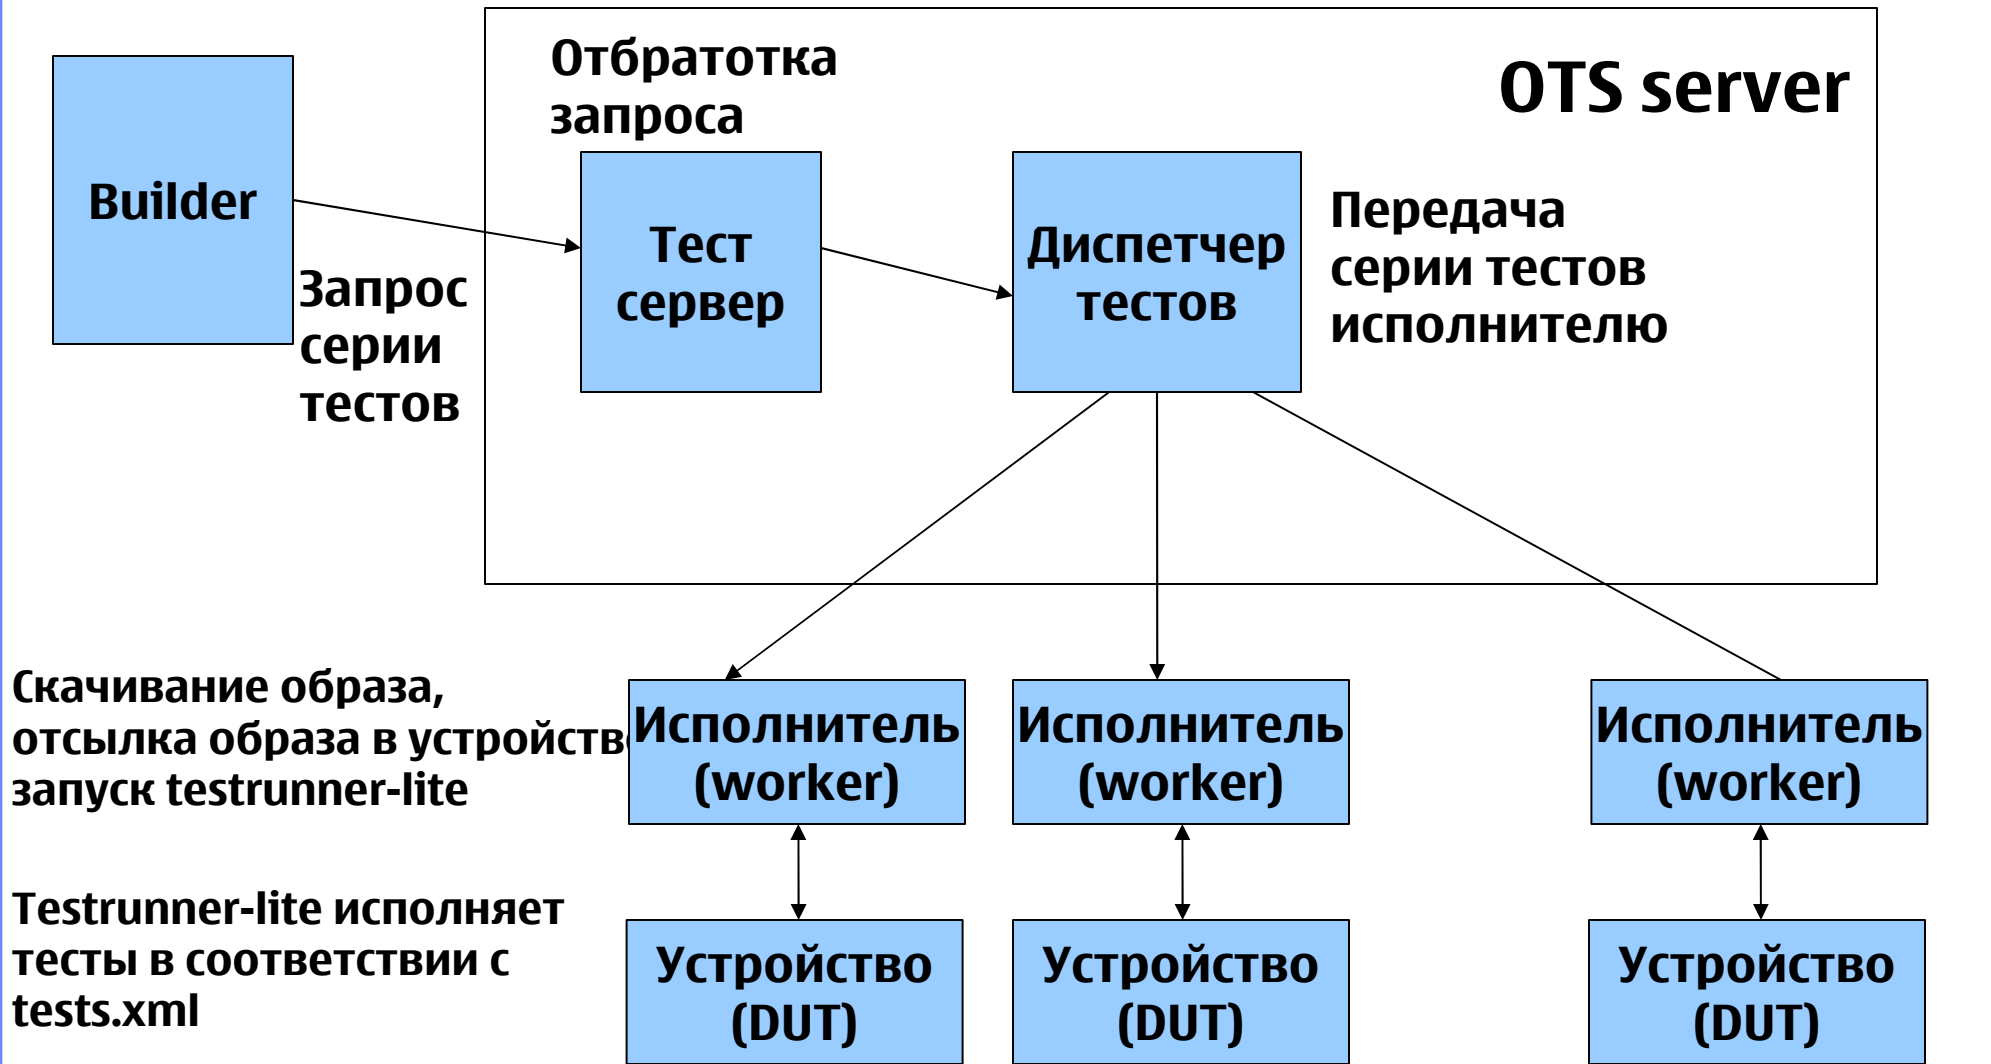 Отбратотка
запроса
OTS server
Builder
Тест
сервер
Диспетчер
тестов
Передача
серии тестов
исполнителю
Запрос
серии
тестов
Скачивание образа,
отсылка образа в устройств
запуск testrunner-lite
Исполнитель
(worker)
Исполнитель
(worker)
Исполнитель
(worker)
Testrunner-lite исполняет
тесты в соответствии с
tests.xml
Устройство
(DUT)
Устройство
(DUT)
Устройство
(DUT)